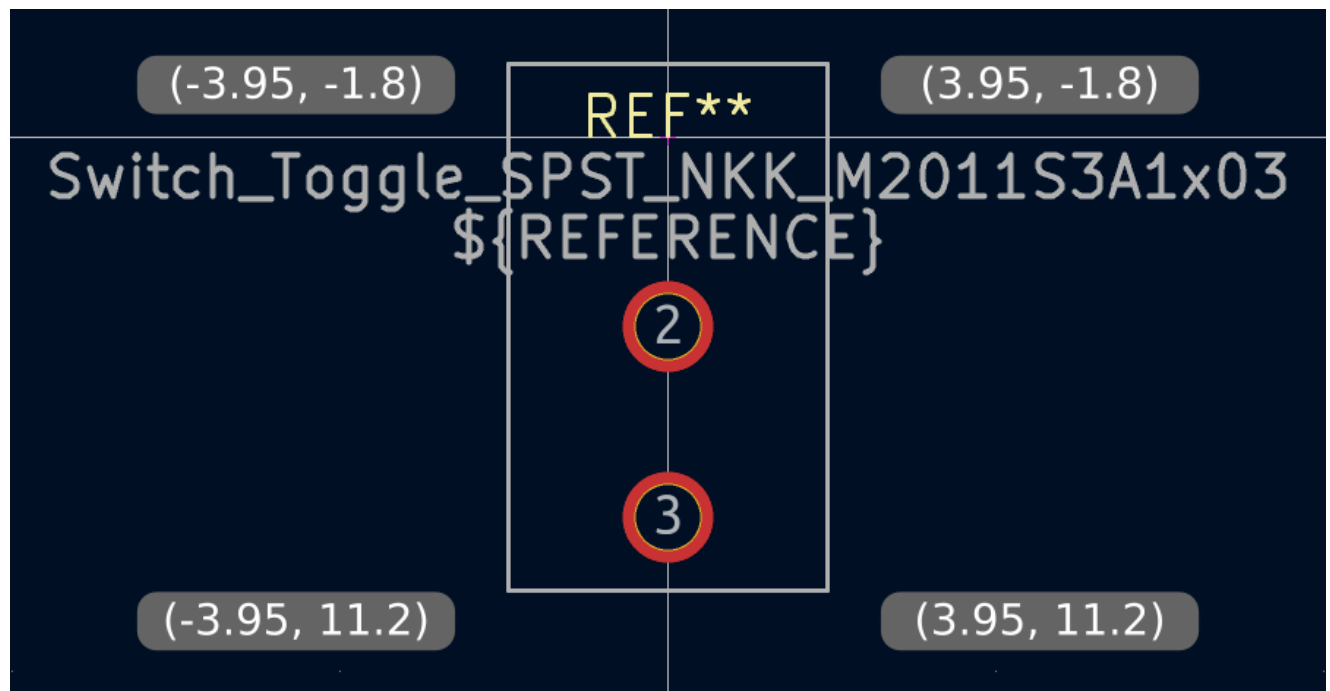 (-3.95, -1.8)
(3.95, -1.8)
REF**
Switch_Toggle_SPST_NKK_M2011S3A1x03
${REFERENCE}
2
3
(-3.95, 11.2)
(3.95, 11.2)